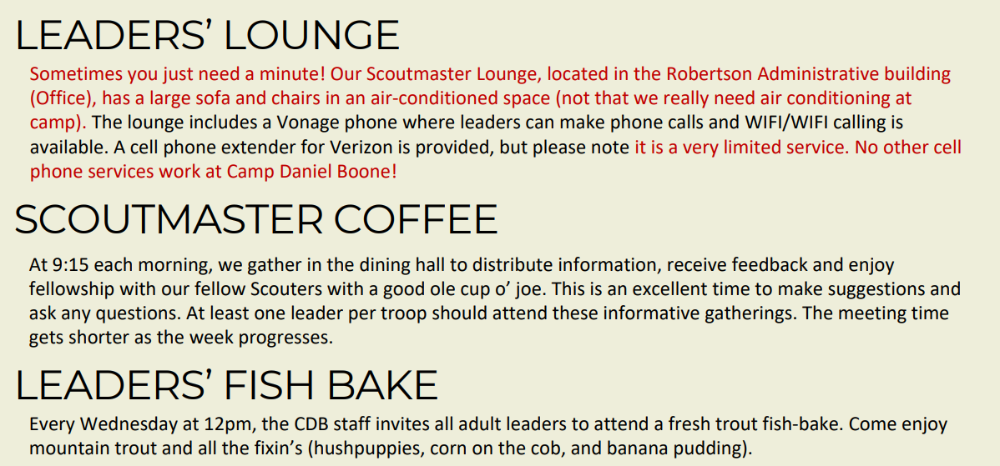 LEADERS’ LOUNGE
Sometimes you just need a minute! Our Scoutmaster Lounge, located in the Robertson Administrative building
(Office), has a large sofa and chairs in an air-conditioned space (not that we really need air conditioning at
camp). The lounge includes a Vonage phone where leaders can make phone calls and WIFI/WIFI calling is
available. A cell phone extender for Verizon is provided, but please note it is a very limited service. No other cell
phone services work at Camp Daniel Boone!
SCOUTMASTER COFFEE
At 9:15 each morning, we gather in the dining hall to distribute information, receive feedback and enjoy
fellowship with our fellow Scouters with a good ole cup o’ joe. This is an excellent time to make suggestions and
ask any questions. At least one leader per troop should attend these informative gatherings. The meeting time
gets shorter as the week progresses.
LEADERS’ FISH BAKE
Every Wednesday at 12pm, the CDB staff invites all adult leaders to attend a fresh trout fish-bake. Come enjoy
mountain trout and all the fixin’s (hushpuppies, corn on the cob, and banana pudding).